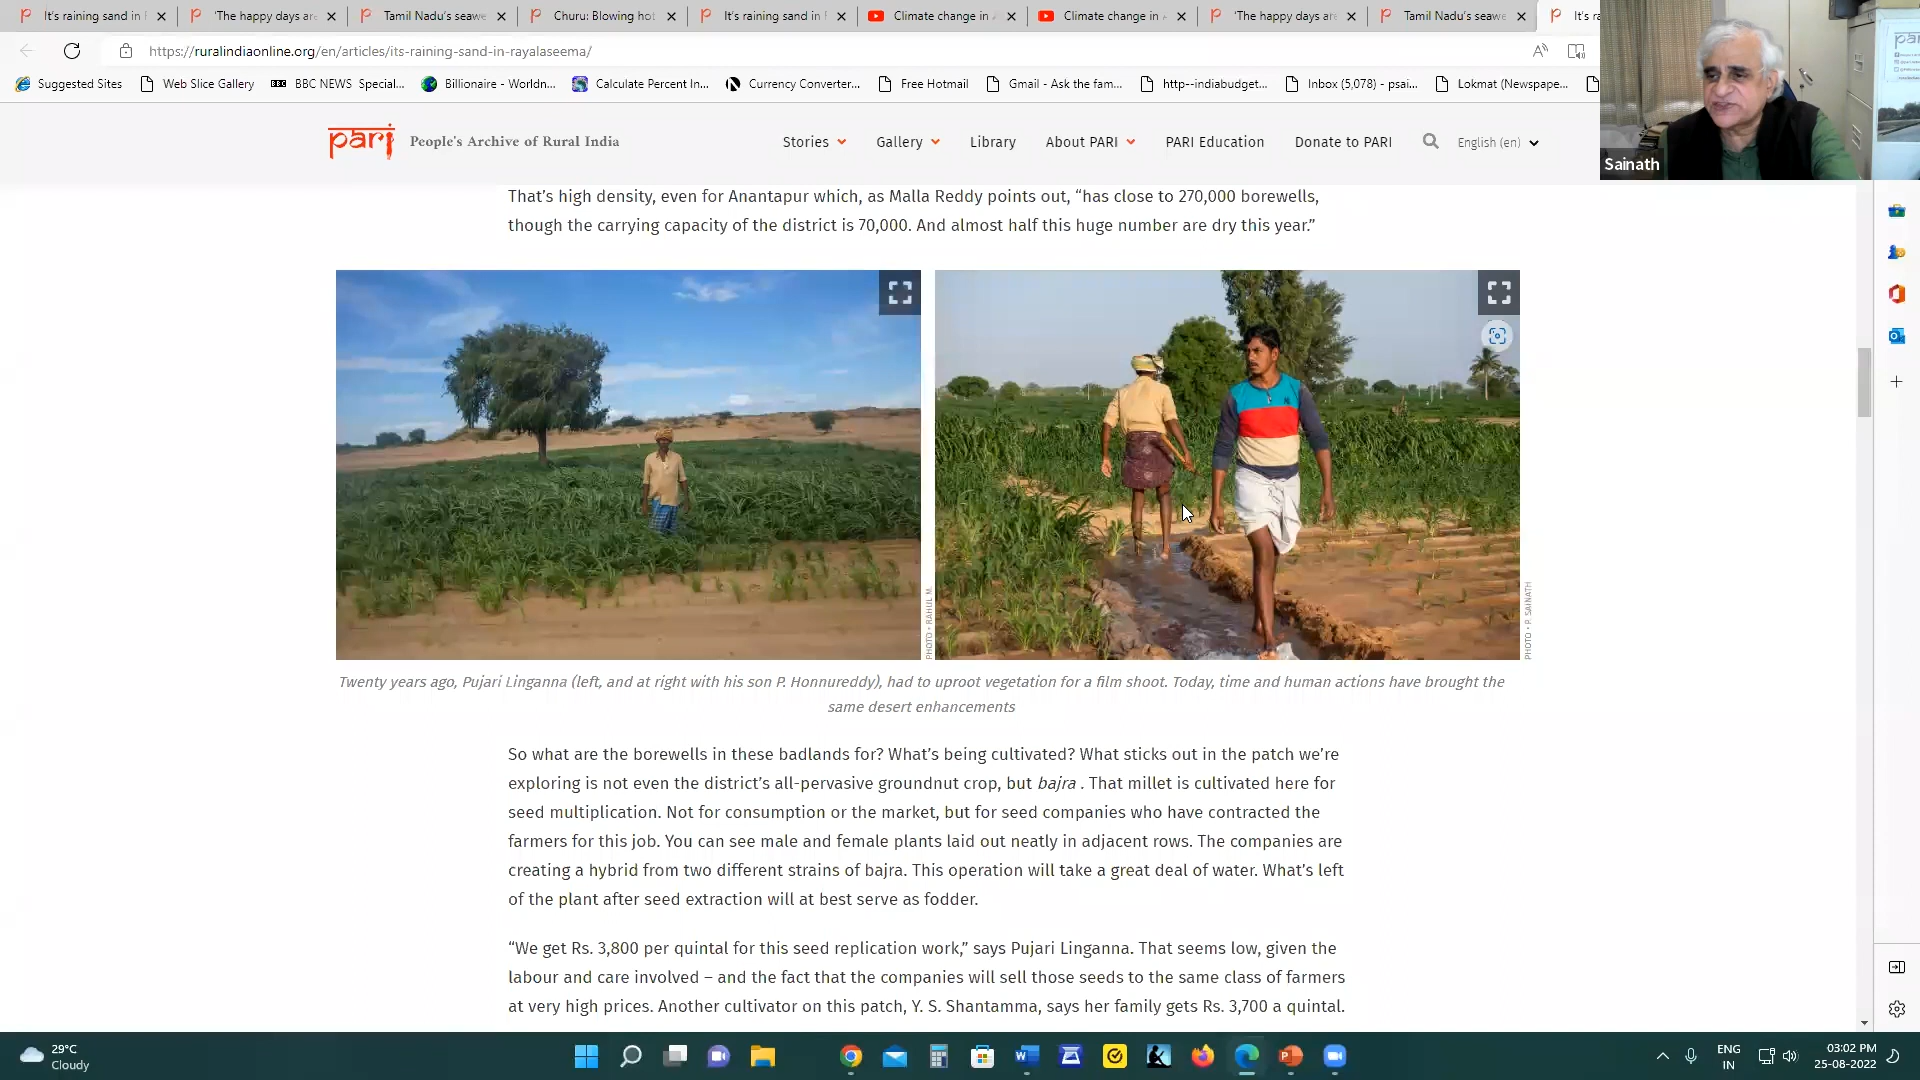 It's raining sand in
'The happy days are
Tamil Nadu's seawe
Churu: Blowing hot
It's raining sand in
Climate change in
Climate change in
'The happy days are
Tamil Nadu's seawe
It's ra
https://ruralindiaonline.org/en/articles/its-raining-sand-in-rayalaseema/
Suggested Sites
Web Slice Gallery
BBC NEWS Special...
Billionaire - Worldn...
Calculate Percent In...
Currency Converter...
Free Hotmail
Gmail - Ask the fam...
http--indiabudget...
Inbox (5,078) - psai...
Lokmat (Newspape...
Sainath
pari People's Archive of Rural India
Stories
Gallery
Library
About PARI
PARI Education
Donate to PARI
English (en)
That's high density, even for Anantapur which, as Malla Reddy points out, “has close to 270,000 borewells,
though the carrying capacity of the district is 70,000. And almost half this huge number are dry this year.”
PHOTO • RAHUL M.
PHOTO • P. SAINATH
Twenty years ago, Pujari Linganna (left, and at right with his son P. Honnureddy), had to uproot vegetation for a film shoot. Today, time and human actions have brought the
same desert enhancements
So what are the borewells in these badlands for? What's being cultivated? What sticks out in the patch we're
exploring is not even the district's all-pervasive groundnut crop, but bajra . That millet is cultivated here for
seed multiplication. Not for consumption or the market, but for seed companies who have contracted the
farmers for this job. You can see male and female plants laid out neatly in adjacent rows. The companies are
creating a hybrid from two different strains of bajra. This operation will take a great deal of water. What's left
of the plant after seed extraction will at best serve as fodder.
“We get Rs. 3,800 per quintal for this seed replication work,” says Pujari Linganna. That seems low, given the
labour and care involved – and the fact that the companies will sell those seeds to the same class of farmers
at very high prices. Another cultivator on this patch, Y. S. Shantamma, says her family gets Rs. 3,700 a quintal.
29°C
Cloudy
ENG
IN
03:02 PM
25-08-2022